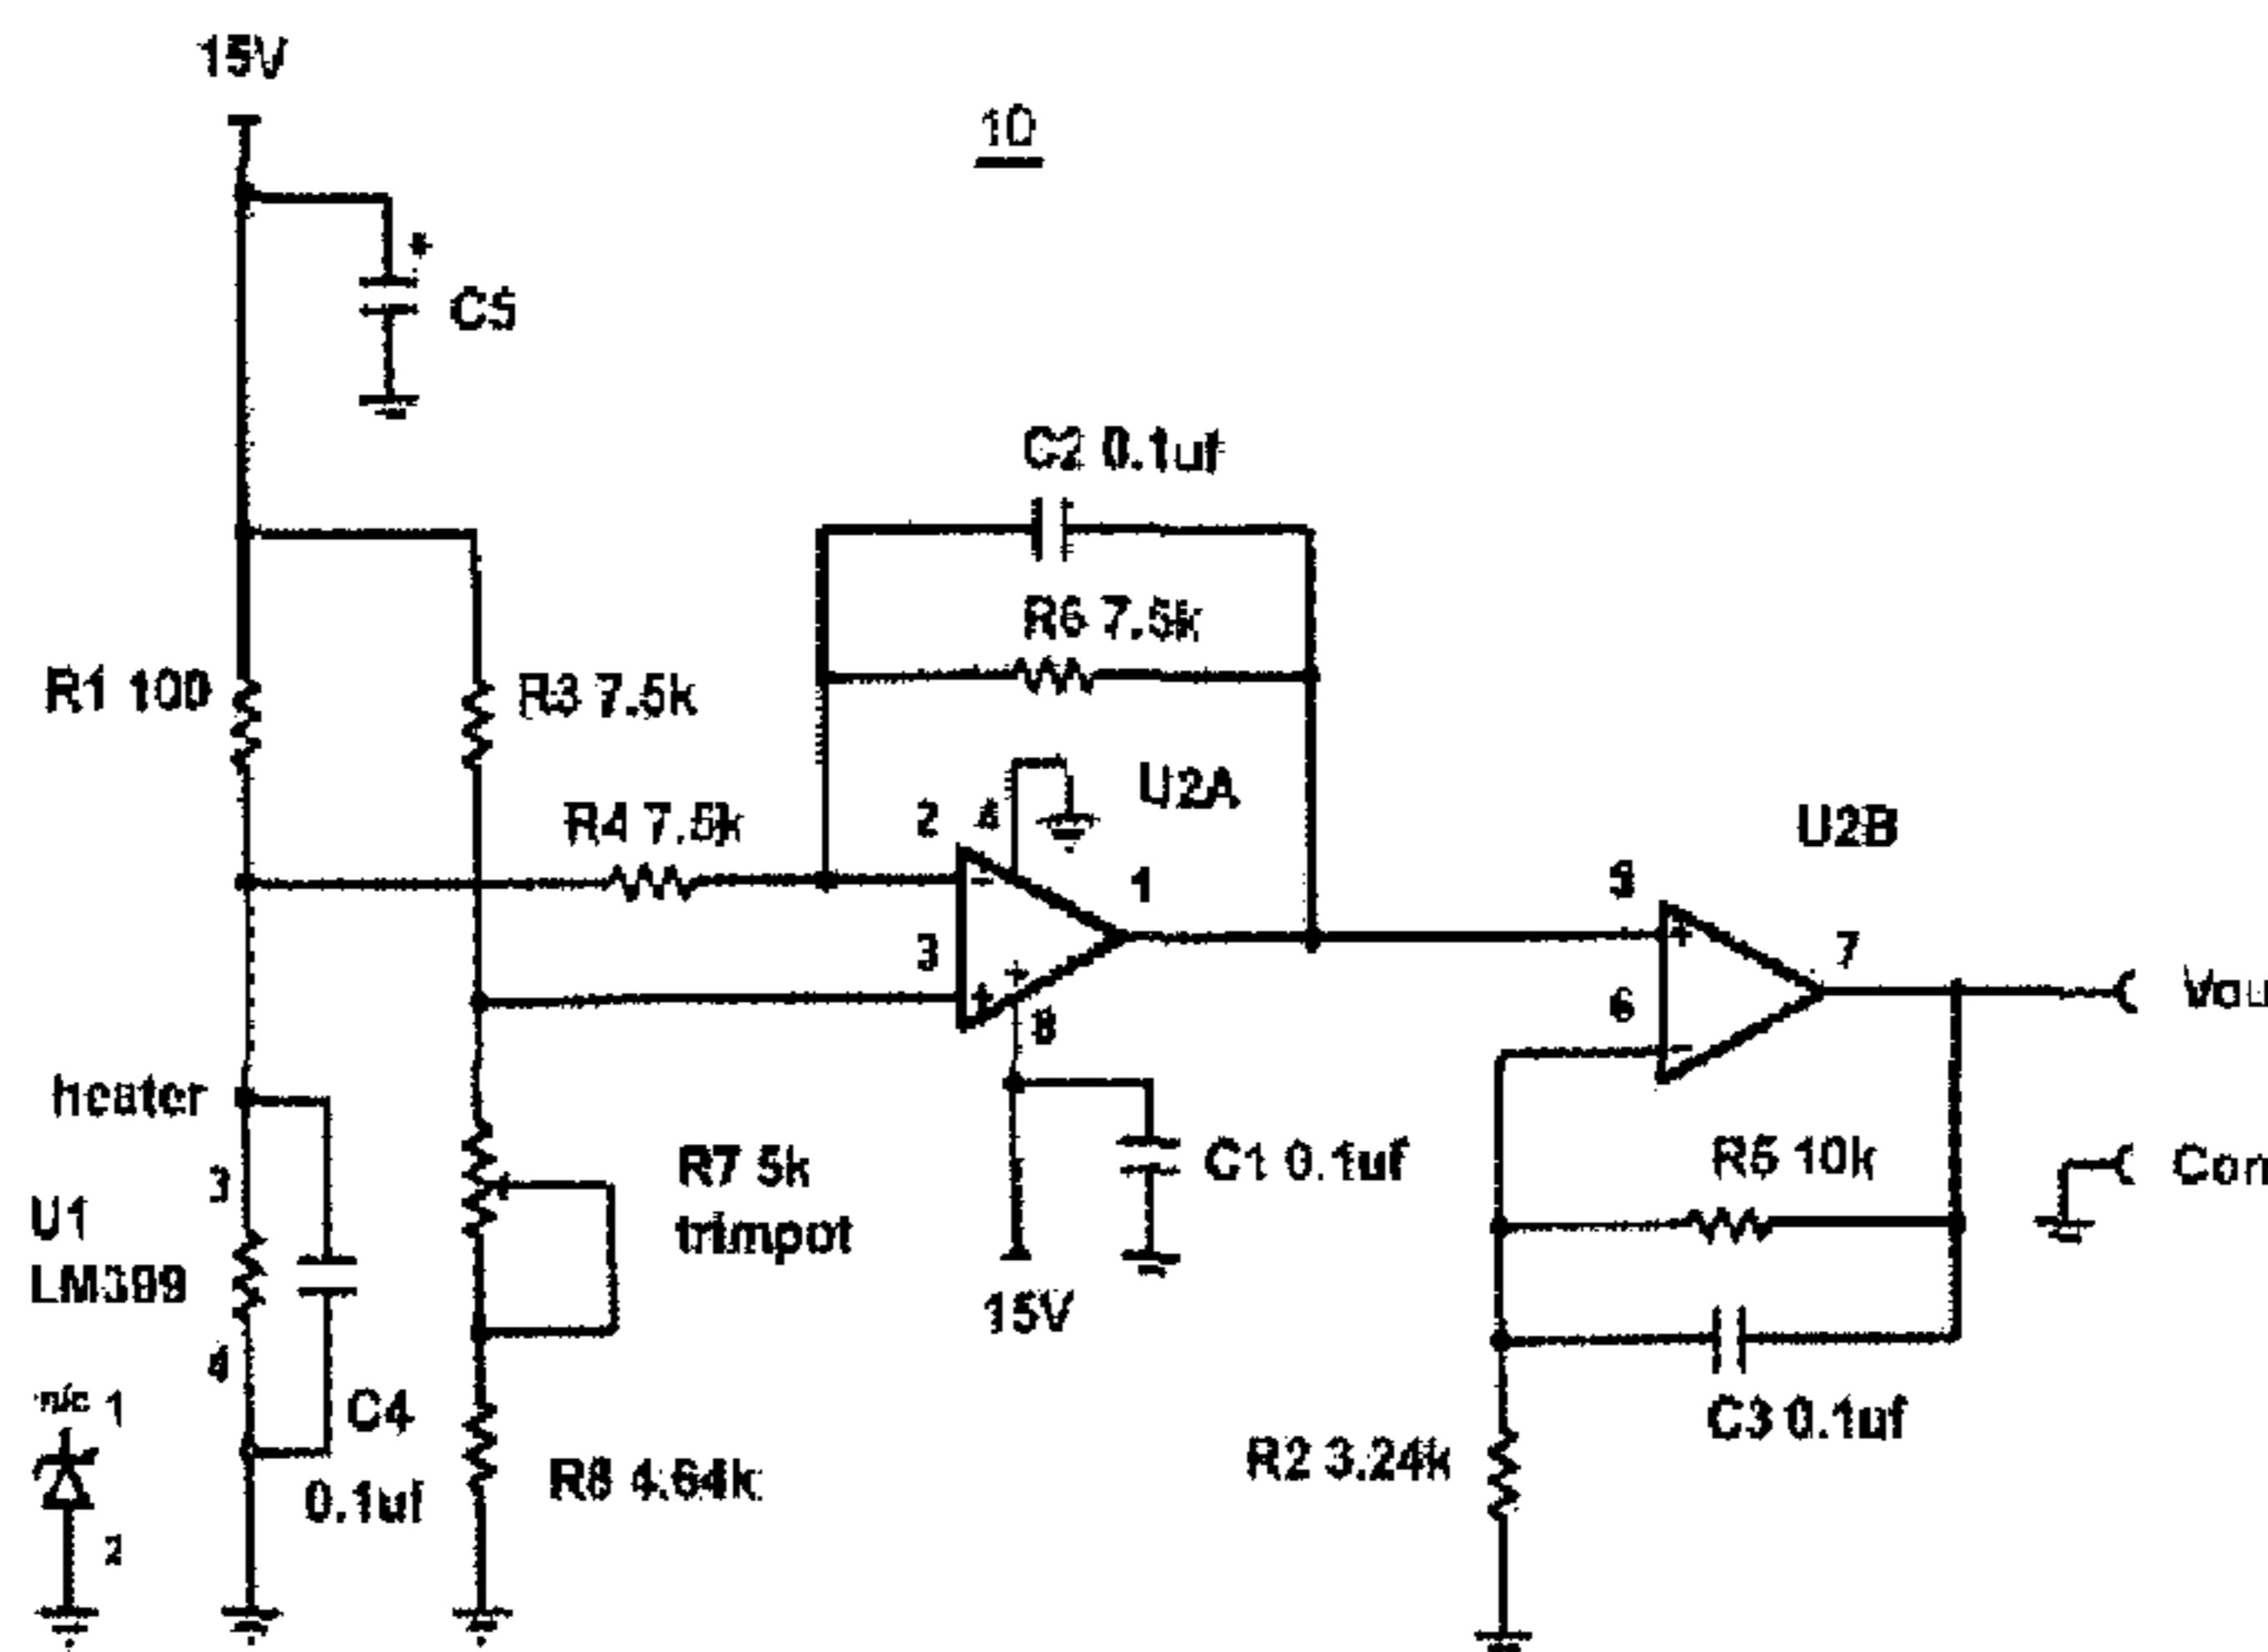 15V
10
C5
C2 0.1uf
R6 7.5k
R1 100
R3 7.5k
R4 7.5k
2
4
U2A
U2B
1
3
5
7
6
8
heater
3
U1
LM399
4
n/c 1
2
C4
0.1uf
R7 5k
trimpot
R8 4.64k
C1 0.1uf
15V
R5 10k
C3 0.1uf
R2 3.24k
Vou
Con